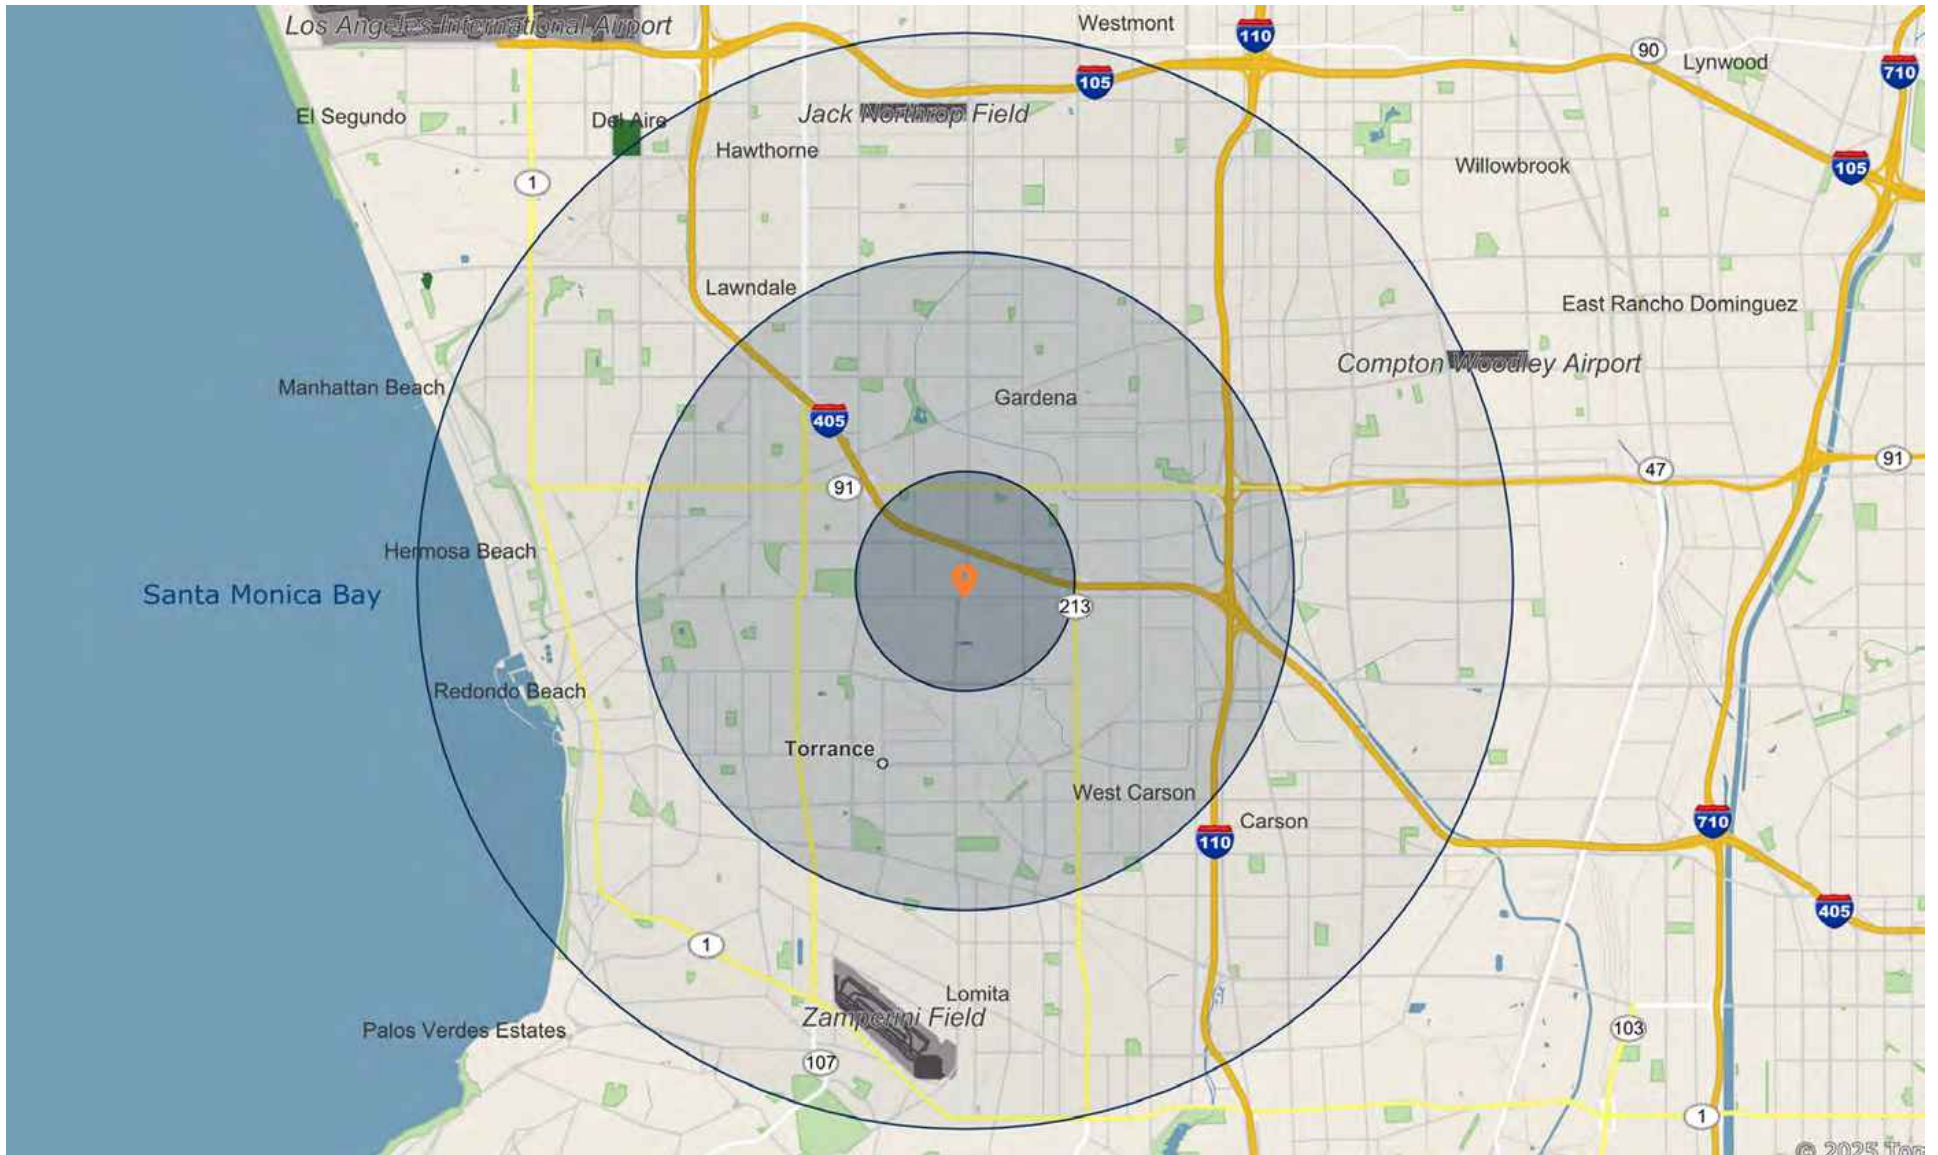 Los Angeles International Airport
Westmont
110
90
Lynwood
710
105
El Segundo
Del Aire
Jack Northrop Field
Hawthorne
Willowbrook
105
1
Lawndale
East Rancho Dominguez
Compton Woodley Airport
Manhattan Beach
Gardena
405
91
47
91
Hermosa Beach
Santa Monica Bay
213
Redondo Beach
Torrance
West Carson
Carson
110
710
405
1
Lomita
Zamperini Field
Palos Verdes Estates
107
103
1
© 2025 Tom